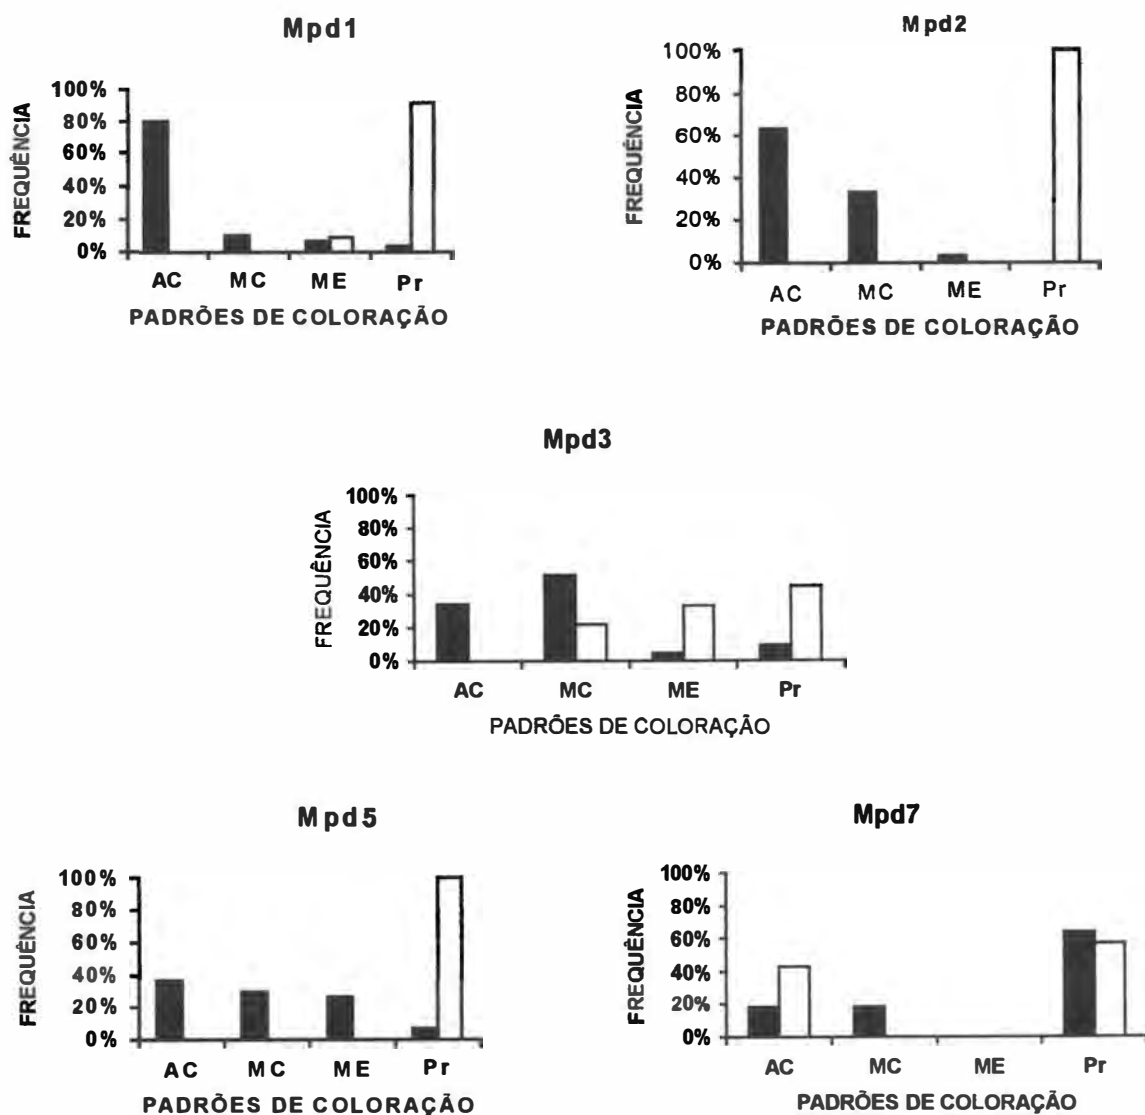 Mpd1
FREQUÊNCIA
100%
80%
60%
40%
20%
0%
AC MC ME Pr
PADRÕES DE COLORAÇÃO
Mpd2
FREQUÊNCIA
100%
80%
60%
40%
20%
0%
AC MC ME Pr
PADRÕES DE COLORAÇÃO
Mpd3
FREQUÊNCIA
100%
80%
60%
40%
20%
0%
AC MC ME Pr
PADRÕES DE COLORAÇÃO
Mpd5
FREQUÊNCIA
100%
80%
60%
40%
20%
0%
AC MC ME Pr
PADRÕES DE COLORAÇÃO
Mpd7
FREQUÊNCIA
100%
80%
60%
40%
20%
0%
AC MC ME Pr
PADRÕES DE COLORAÇÃO